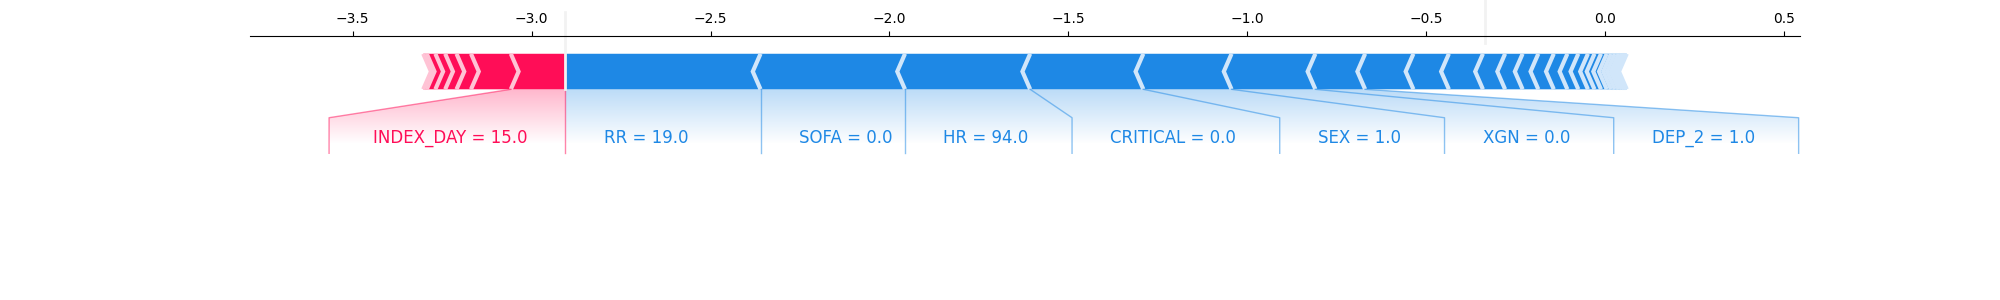 −3.5 −3.0 −2.5 −2.0 −1.5 −1.0 −0.5 0.0 0.5
INDEX_DAY = 15.0 RR = 19.0 SOFA = 0.0 HR = 94.0 CRITICAL = 0.0 SEX = 1.0 XGN = 0.0 DEP_2 = 1.0